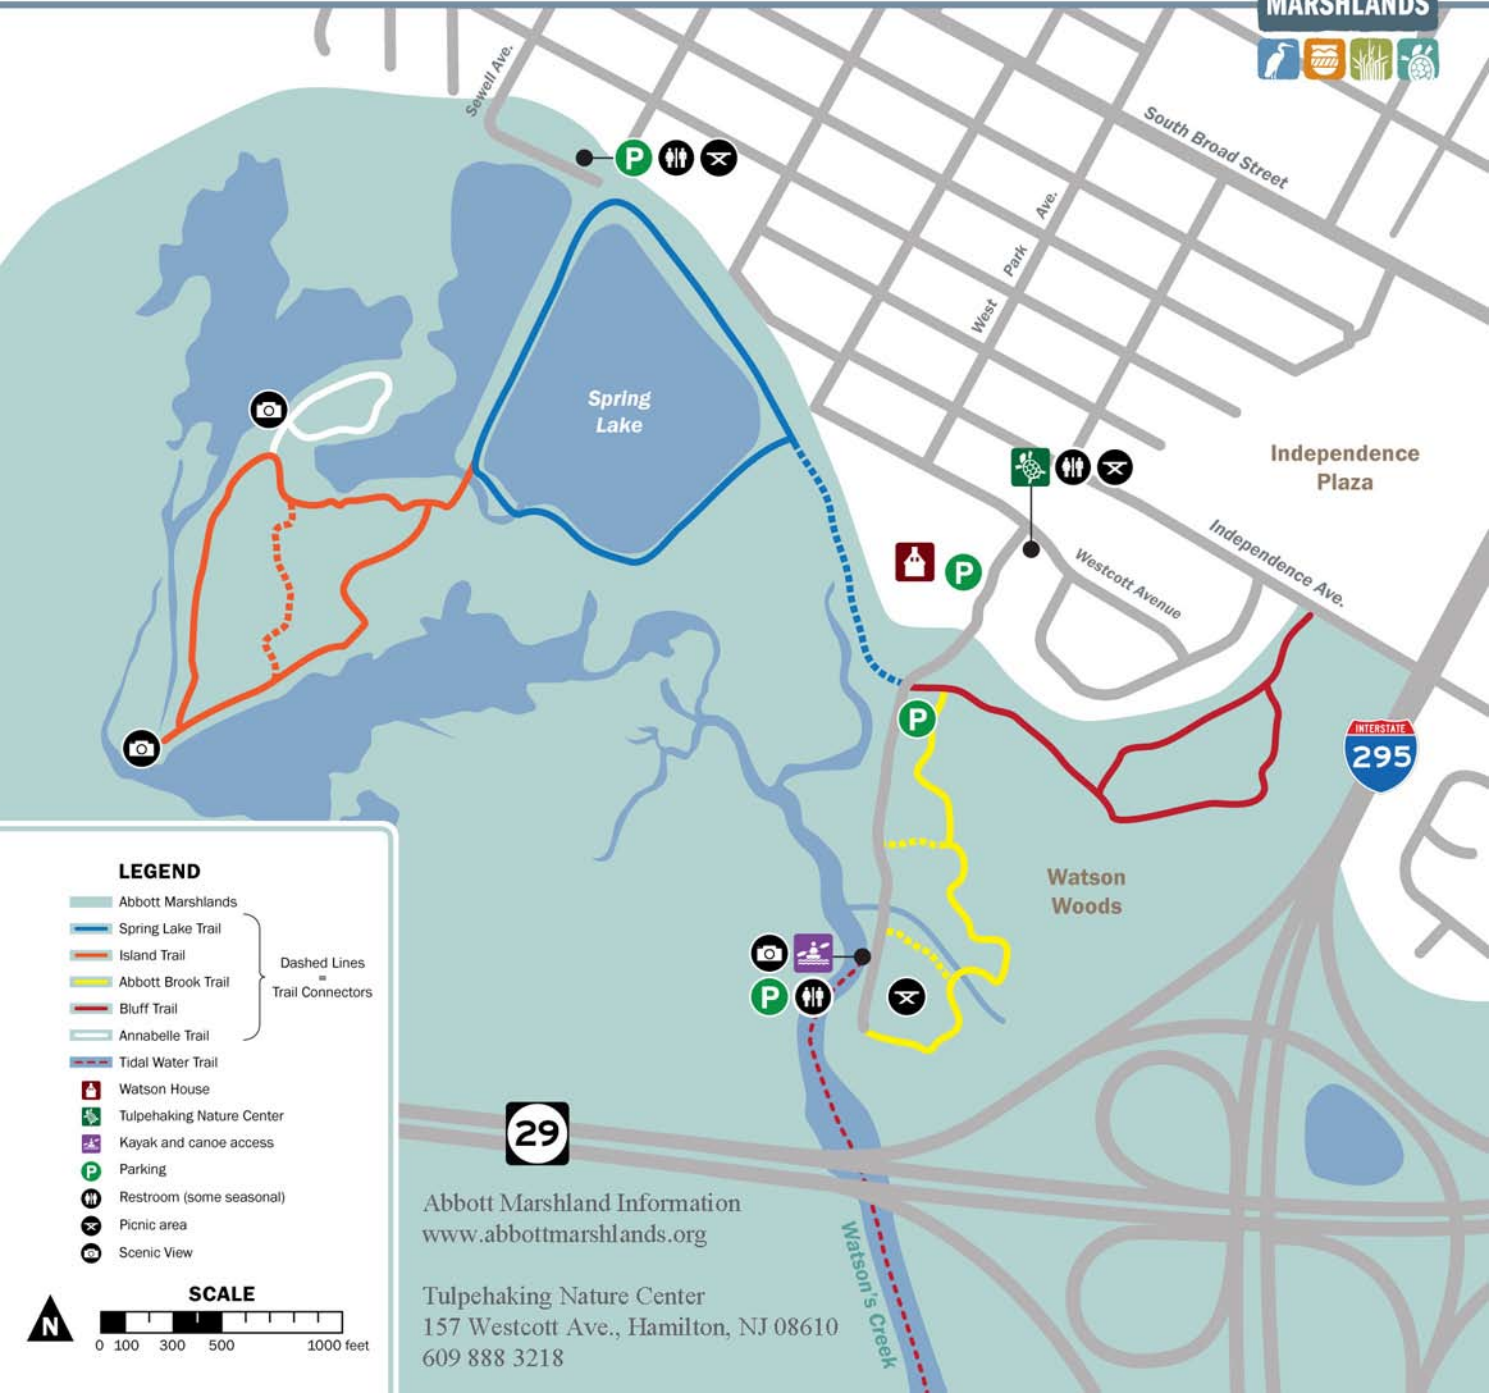 MARSHLANDS
Sewell Ave.
P
South Broad Street
West Park Ave.
Spring
Lake
Independence
Plaza
Independence Ave.
Westcott Avenue
P
P
INTERSTATE
295
Watson
Woods
P
29
Watson's Creek
LEGEND
Abbott Marshlands
Spring Lake Trail
Island Trail
Abbott Brook Trail
Bluff Trail
Annabelle Trail
Dashed Lines
=
Trail Connectors
Tidal Water Trail
Watson House
Tulpehaking Nature Center
Kayak and canoe access
P Parking
Restroom (some seasonal)
Picnic area
Scenic View
N
SCALE
0 100 300 500 1000 feet
Abbott Marshland Information
www.abbottmarshlands.org
Tulpehaking Nature Center
157 Westcott Ave., Hamilton, NJ 08610
609 888 3218